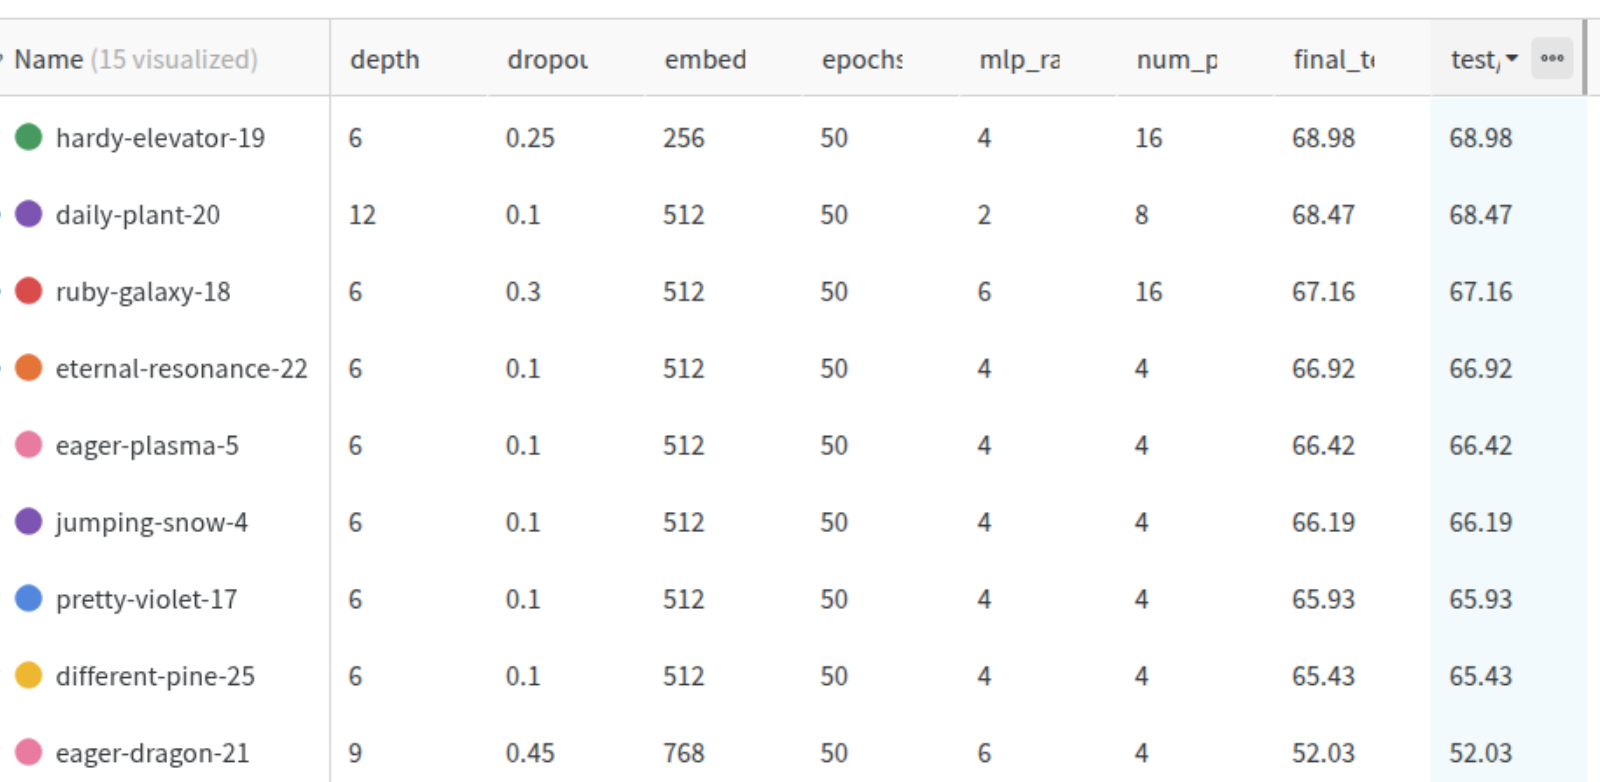 Name (15 visualized) depth dropou embed epochs mlp_ra num_p final_te test/
hardy-elevator-19 6 0.25 256 50 4 16 68.98 68.98
daily-plant-20 12 0.1 512 50 2 8 68.47 68.47
ruby-galaxy-18 6 0.3 512 50 6 16 67.16 67.16
eternal-resonance-22 6 0.1 512 50 4 4 66.92 66.92
eager-plasma-5 6 0.1 512 50 4 4 66.42 66.42
jumping-snow-4 6 0.1 512 50 4 4 66.19 66.19
pretty-violet-17 6 0.1 512 50 4 4 65.93 65.93
different-pine-25 6 0.1 512 50 4 4 65.43 65.43
eager-dragon-21 9 0.45 768 50 6 4 52.03 52.03